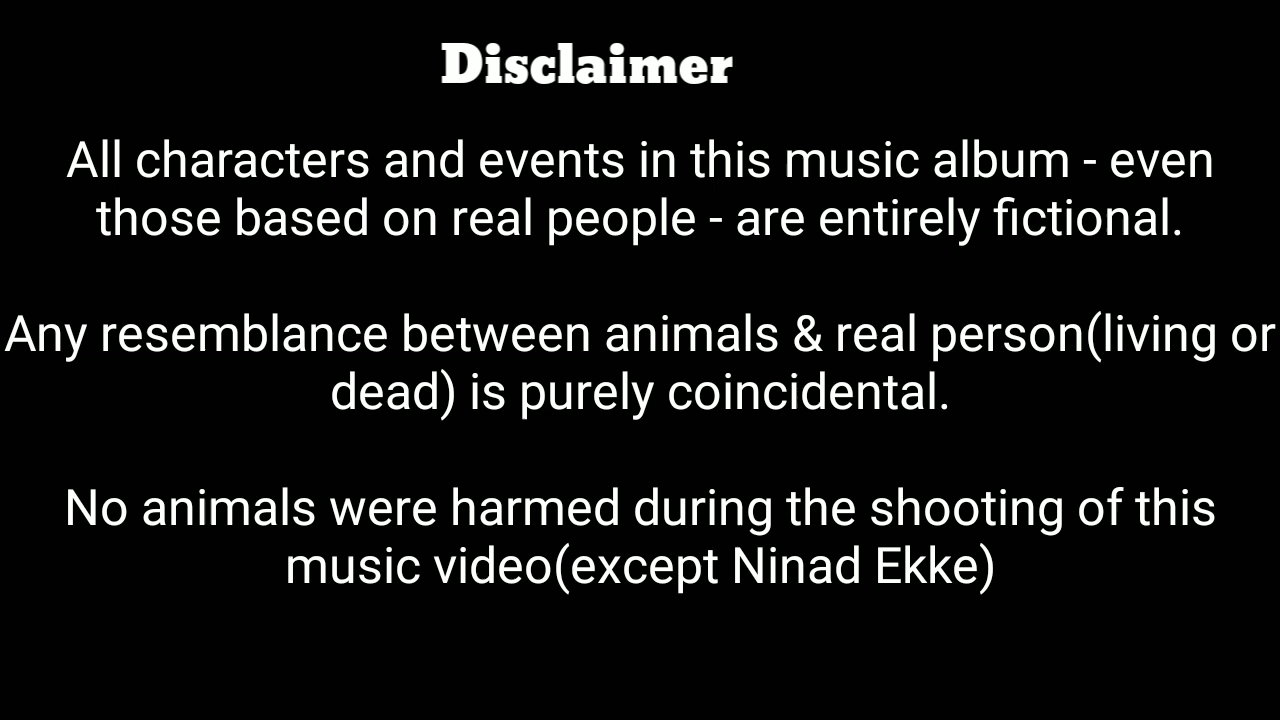 Disclaimer
All characters and events in this music album - even
those based on real people - are entirely fictional.
Any resemblance between animals & real person(living or
dead) is purely coincidental.
No animals were harmed during the shooting of this
music video(except Ninad Ekke)